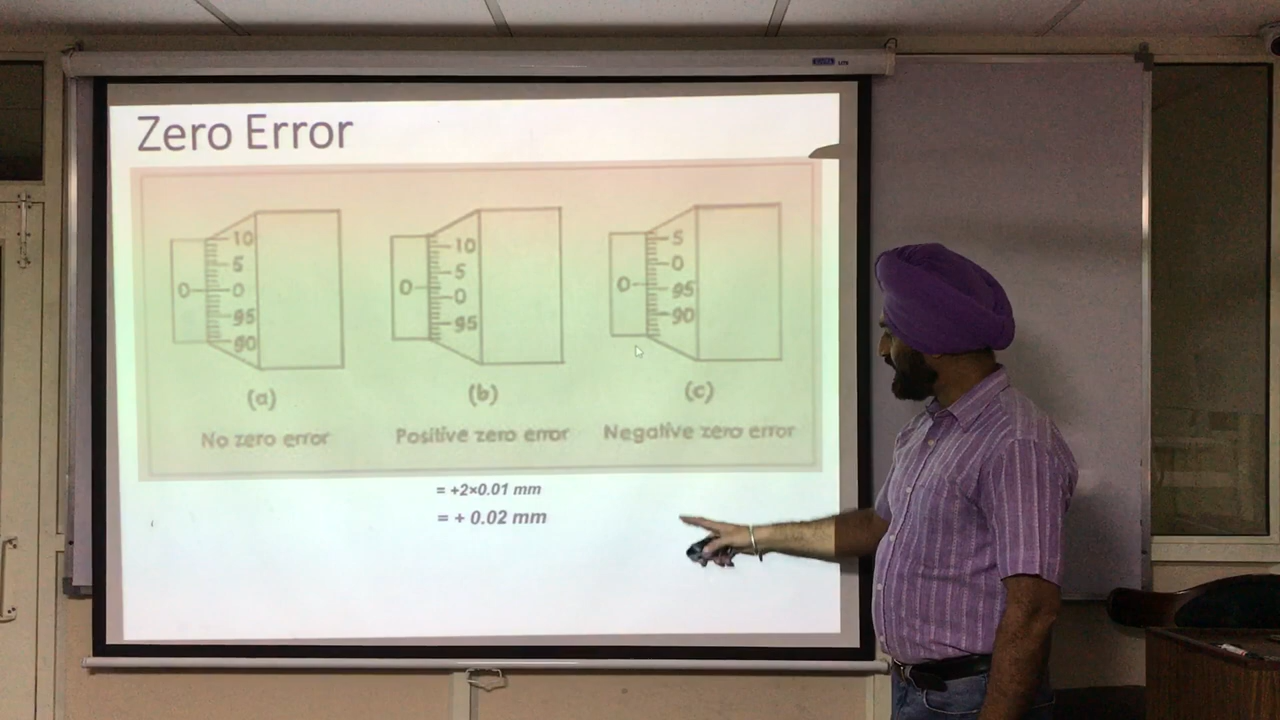 Zero Error
10
5
0 0
95
90
(a)
No zero error
10
5
0 0
95
(b)
Positive zero error
5
0
0 95
90
(c)
Negative zero error
= +2×0.01 mm
= + 0.02 mm